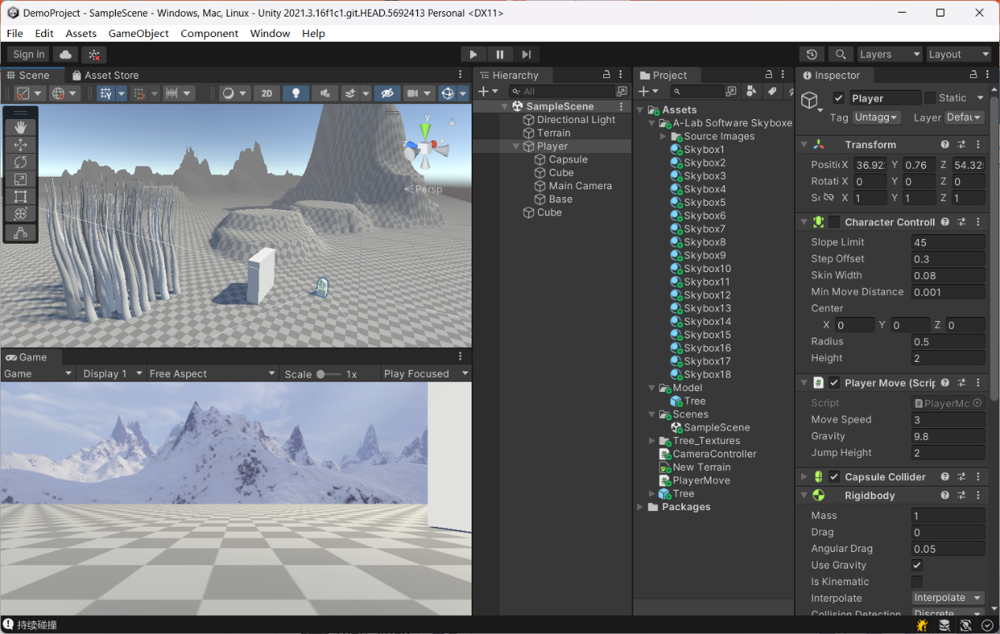 DemoProject - SampleScene - Windows, Mac, Linux - Unity 2021.3.16f1c1.git.HEAD.5692413 Personal <DX11>
File Edit Assets GameObject Component Window Help
Sign in Layers Layout
Scene Asset Store
2D
y
z x
Persp
Game
Game Display 1 Free Aspect Scale 1x Play Focused
Hierarchy
All
SampleScene
Directional Light
Terrain
Player
Capsule
Cube
Main Camera
Base
Cube
Project
Assets
A-Lab Software Skyboxe
Source Images
Skybox1
Skybox2
Skybox3
Skybox4
Skybox5
Skybox6
Skybox7
Skybox8
Skybox9
Skybox10
Skybox11
Skybox12
Skybox13
Skybox14
Skybox15
Skybox16
Skybox17
Skybox18
Model
Tree
Scenes
SampleScene
Tree_Textures
CameraController
New Terrain
PlayerMove
Tree
Packages
Inspector
Player Static
Tag Untagg Layer Defau
Transform
Positi X 36.92 Y 0.76 Z 54.32
Rotati X 0 Y 0 Z 0
Sc X 1 Y 1 Z 1
Character Controll
Slope Limit 45
Step Offset 0.3
Skin Width 0.08
Min Move Distance 0.001
Center
X 0 Y 0 Z 0
Radius 0.5
Height 2
Player Move (Scrip
Script PlayerMo
Move Speed 3
Gravity 9.8
Jump Height 2
Capsule Collider
Rigidbody
Mass 1
Drag 0
Angular Drag 0.05
Use Gravity
Is Kinematic
Interpolate Interpolate
Collision Detection Discrete
持续碰撞